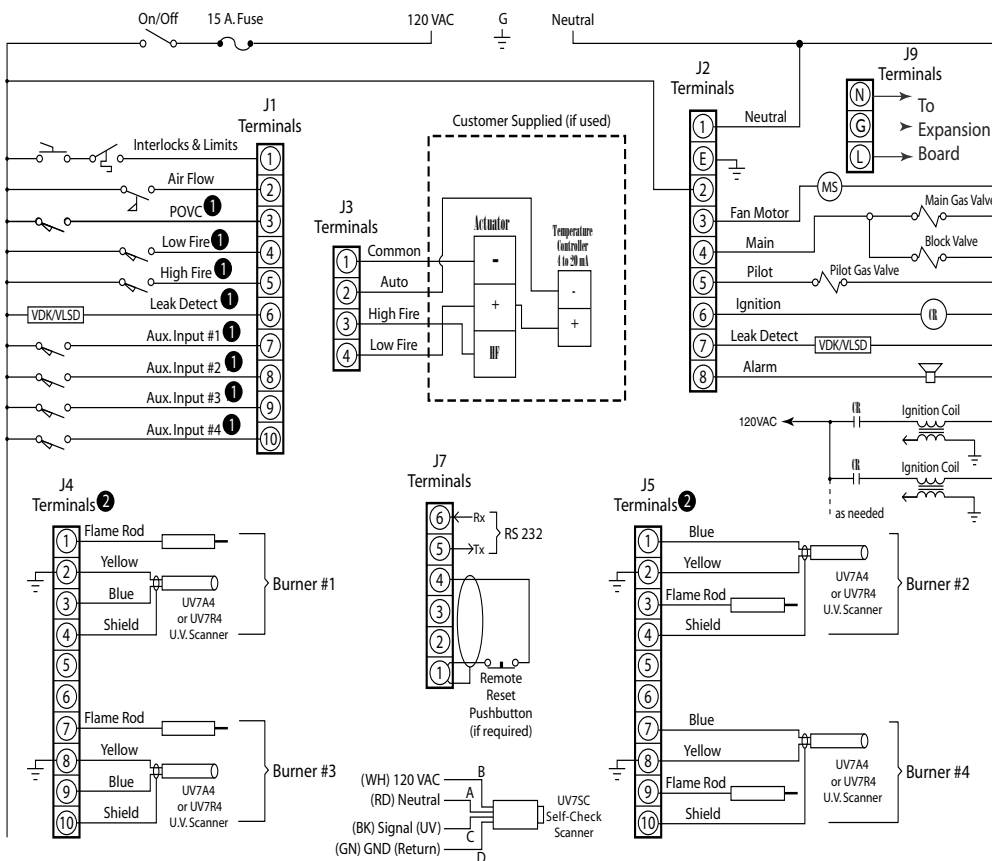 On/Off 15 A. Fuse 120 VAC G Neutral
J1
Terminals
Interlocks & Limits 1
Air Flow 2
POVC 1 3
Low Fire 1 4
High Fire 1 5
Leak Detect 1 6
VDK/VLSD
Aux. Input #1 1 7
Aux. Input #2 1 8
Aux. Input #3 1 9
Aux. Input #4 1 10
J3
Terminals
1 Common
2 Auto
3 High Fire
4 Low Fire
Customer Supplied (if used)
Actuator
-
+
HF
Temperature
Controller
4 to 20 mA
-
+
J2
Terminals
1 Neutral
E
2
3 Fan Motor MS
4 Main
Main Gas Valve
Block Valve
5 Pilot Pilot Gas Valve
6 Ignition CR
7 Leak Detect VDK/VLSD
8 Alarm
J9
Terminals
N To
G Expansion
L Board
120VAC CR Ignition Coil
CR Ignition Coil
as needed
J4
Terminals 2
1 Flame Rod
2 Yellow
3 Blue
4 Shield
UV7A4
or UV7R4
U.V. Scanner
Burner #1
5
6
7 Flame Rod
8 Yellow
9 Blue
10 Shield
UV7A4
or UV7R4
U.V. Scanner
Burner #3
J7
Terminals
6 Rx
5 Tx
RS 232
4
3
2
1
Remote
Reset
Pushbutton
(if required)
(WH) 120 VAC B
(RD) Neutral A
(BK) Signal (UV) C
(GN) GND (Return) D
UV7SC
Self-Check
Scanner
J5
Terminals 2
1 Blue
2 Yellow
3 Flame Rod
4 Shield
UV7A4
or UV7R4
U.V. Scanner
Burner #2
5
6
7 Blue
8 Yellow
9 Flame Rod
10 Shield
UV7A4
or UV7R4
U.V. Scanner
Burner #4